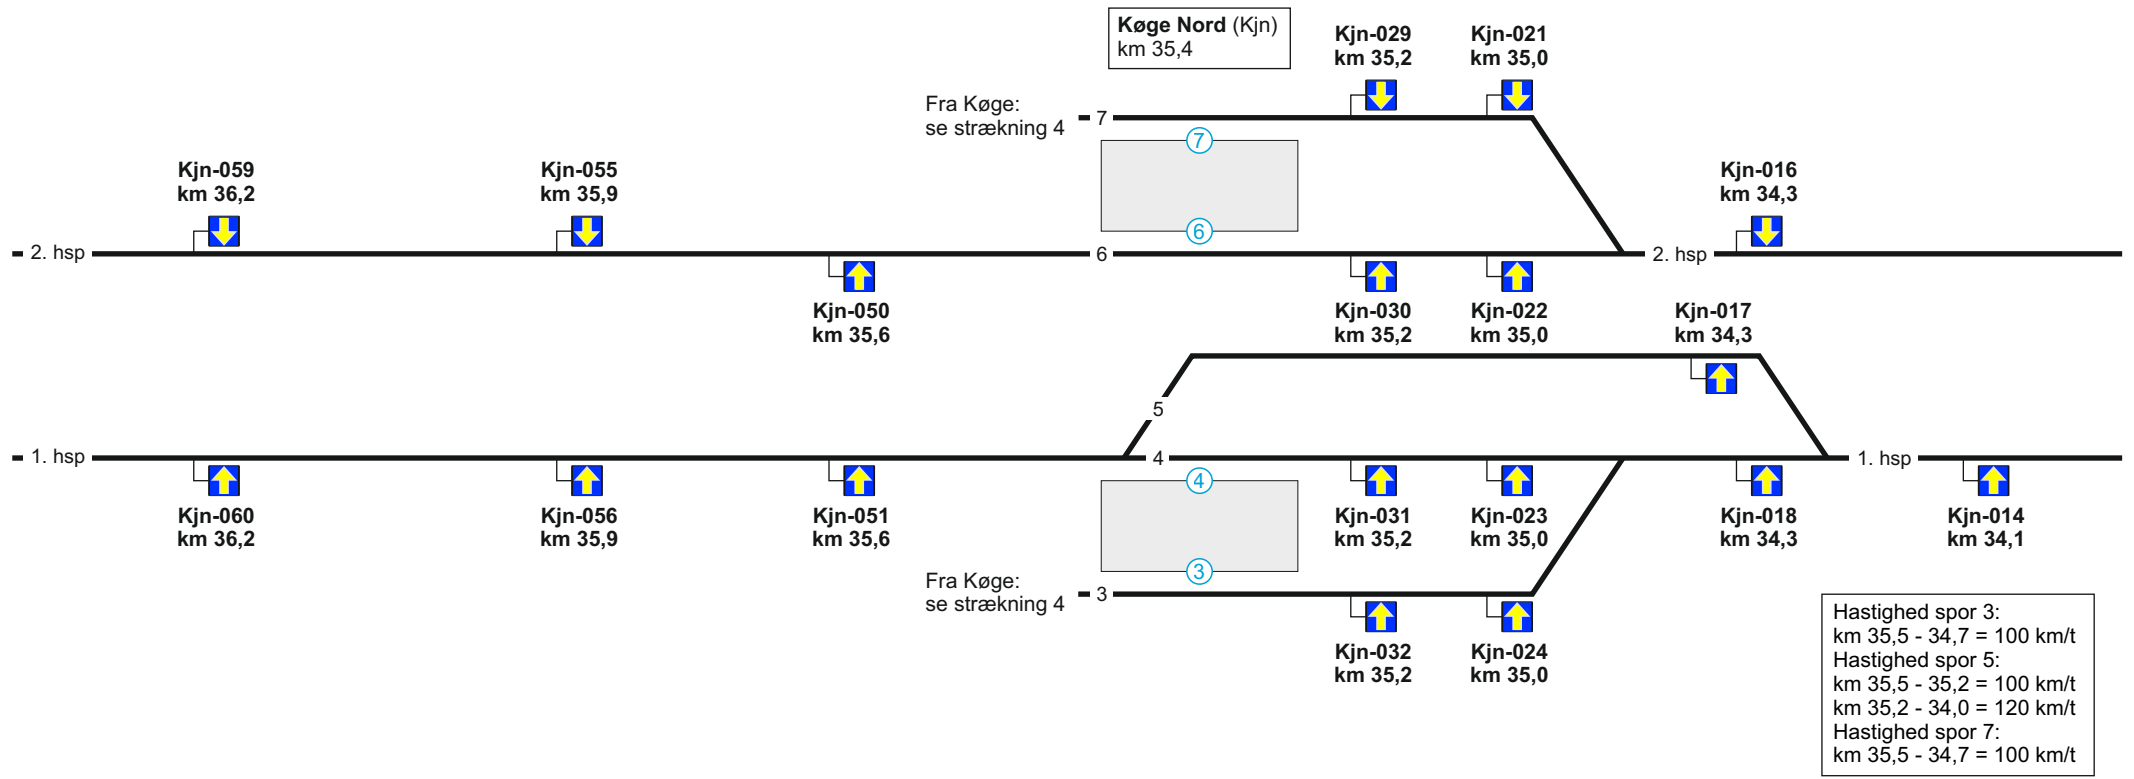 Køge Nord (Kjn)
km 35,4
Kjn-029
km 35,2
Kjn-021
km 35,0
Fra Køge:
se strækning 4
7
7
Kjn-059
km 36,2
Kjn-055
km 35,9
Kjn-016
km 34,3
6
2. hsp
6
2. hsp
Kjn-050
km 35,6
Kjn-030
km 35,2
Kjn-022
km 35,0
Kjn-017
km 34,3
5
1. hsp
4
1. hsp
4
Kjn-060
km 36,2
Kjn-056
km 35,9
Kjn-051
km 35,6
Kjn-031
km 35,2
Kjn-023
km 35,0
Kjn-018
km 34,3
Kjn-014
km 34,1
3
Fra Køge:
se strækning 4
3
Kjn-032
km 35,2
Kjn-024
km 35,0
Hastighed spor 3:
km 35,5 - 34,7 = 100 km/t
Hastighed spor 5:
km 35,5 - 35,2 = 100 km/t
km 35,2 - 34,0 = 120 km/t
Hastighed spor 7:
km 35,5 - 34,7 = 100 km/t